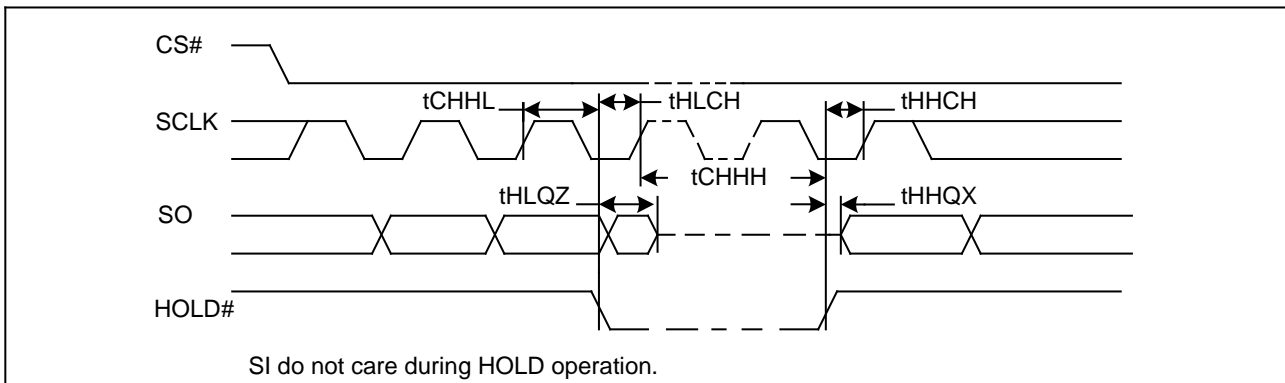 CS#
tCHHL
tHLCH
tHHCH
SCLK
tCHHH
tHLQZ
tHHQX
SO
HOLD#
SI do not care during HOLD operation.